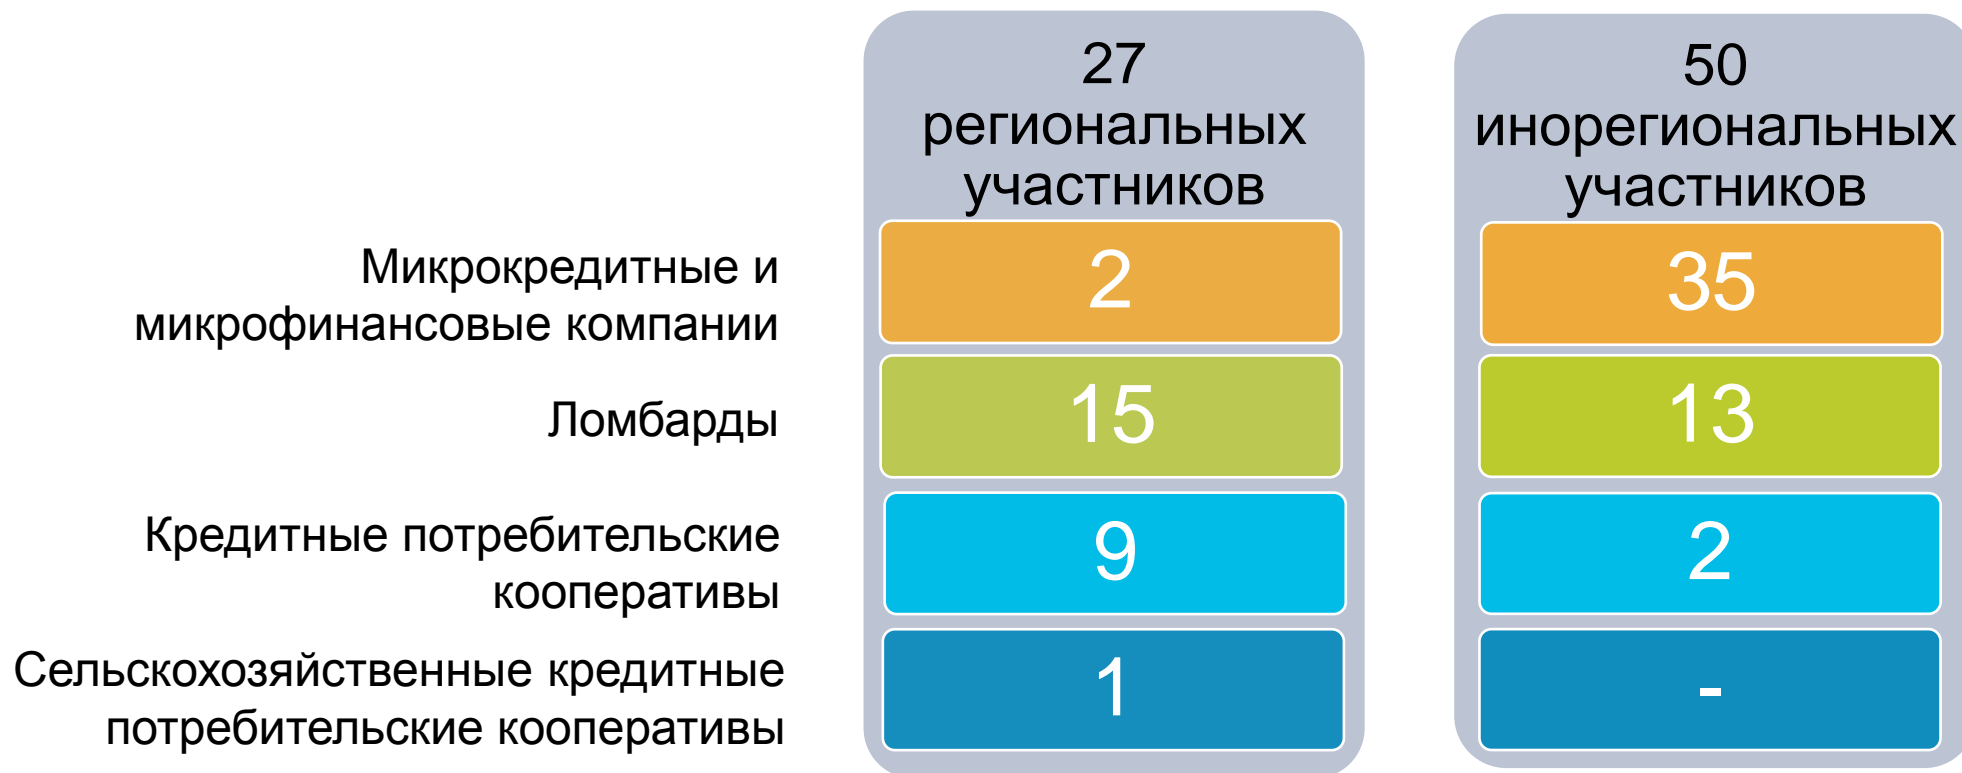 27
региональных
участников
50
инорегиональных
участников
Микрокредитные и
микрофинансовые компании
2
35
Ломбарды
15
13
Кредитные потребительские
кооперативы
9
2
Сельскохозяйственные кредитные
потребительские кооперативы
1
-